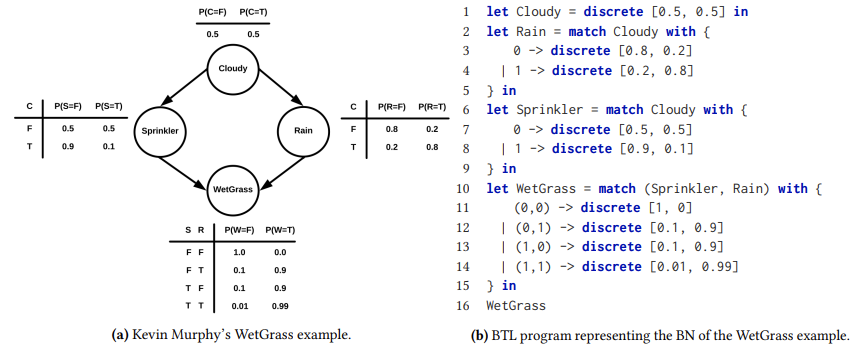 P(C=F) P(C=T)
0.5 0.5
Cloudy
C P(S=F) P(S=T)
F 0.5 0.5
T 0.9 0.1
Sprinkler
Rain
C P(R=F) P(R=T)
F 0.8 0.2
T 0.2 0.8
WetGrass
S R P(W=F) P(W=T)
F F 1.0 0.0
F T 0.1 0.9
T F 0.1 0.9
T T 0.01 0.99
(a) Kevin Murphy's WetGrass example.
1 let Cloudy = discrete [0.5, 0.5] in
2 let Rain = match Cloudy with {
3 0 -> discrete [0.8, 0.2]
4 | 1 -> discrete [0.2, 0.8]
5 } in
6 let Sprinkler = match Cloudy with {
7 0 -> discrete [0.5, 0.5]
8 | 1 -> discrete [0.9, 0.1]
9 } in
10 let WetGrass = match (Sprinkler, Rain) with {
11 (0,0) -> discrete [1, 0]
12 | (0,1) -> discrete [0.1, 0.9]
13 | (1,0) -> discrete [0.1, 0.9]
14 | (1,1) -> discrete [0.01, 0.99]
15 } in
16 WetGrass
(b) BTL program representing the BN of the WetGrass example.